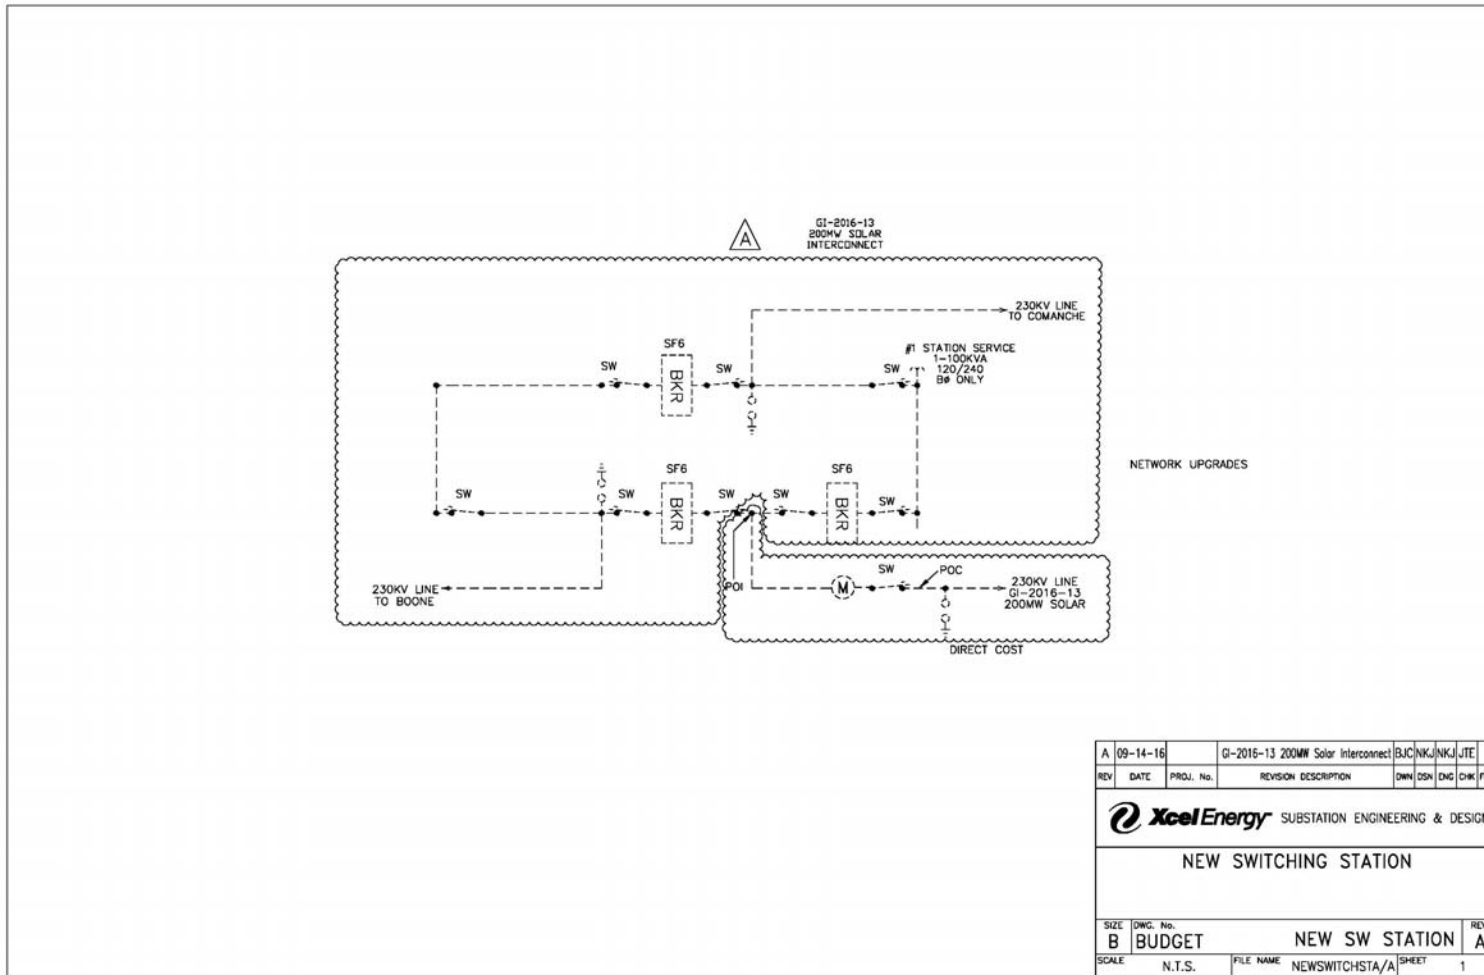 GI-2016-13
200MW SOLAR
INTERCONNECT
A
230KV LINE
TO COMANCHE
#1 STATION SERVICE
1-100KVA
120/240
BØ ONLY
SF6
SW
BKR
SW
SW
NETWORK UPGRADES
SW
SW
SF6
BKR
SW
SW
SF6
BKR
SW
230KV LINE
TO BOONE
POI
M
SW
POC
230KV LINE
GI-2016-13
200MW SOLAR
DIRECT COST
A 09-14-16 GI-2016-13 200MW Solar Interconnect BJC NKJ NKJ JTE
REV DATE PROJ. No. REVISION DESCRIPTION DWN DSN ENG CHK
XcelEnergy SUBSTATION ENGINEERING & DESIGN
NEW SWITCHING STATION
SIZE DWG. No. REV
B BUDGET NEW SW STATION A
SCALE N.T.S. FILE NAME NEWSWITCHSTA/A SHEET 1